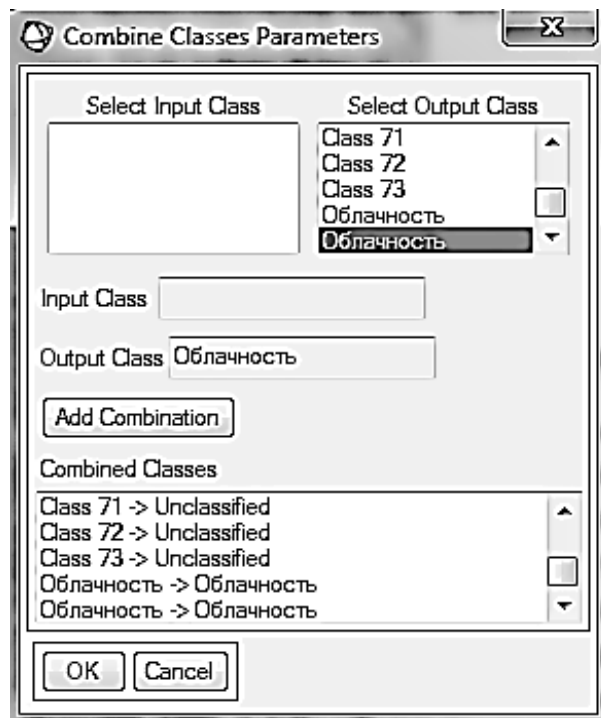 Combine Classes Parameters
Select Input Class
Select Output Class
Class 71
Class 72
Class 73
Облачность
Облачность
Input Class
Output Class Облачность
Add Combination
Combined Classes
Class 71 -> Unclassified
Class 72 -> Unclassified
Class 73 -> Unclassified
Облачность -> Облачность
Облачность -> Облачность
OK Cancel